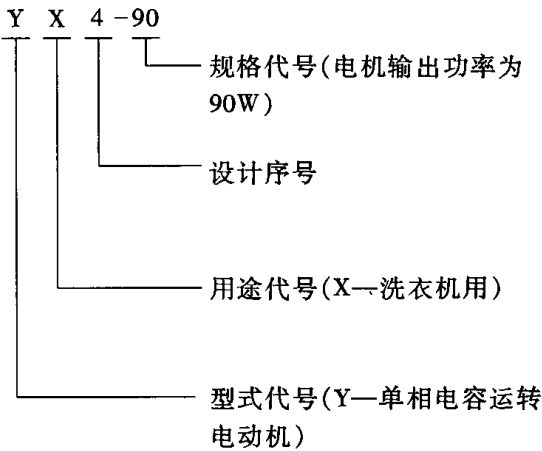 Y X 4-90
规格代号(电机输出功率为
90W)
设计序号
用途代号(X—洗衣机用)
型式代号(Y—单相电容运转
电动机)